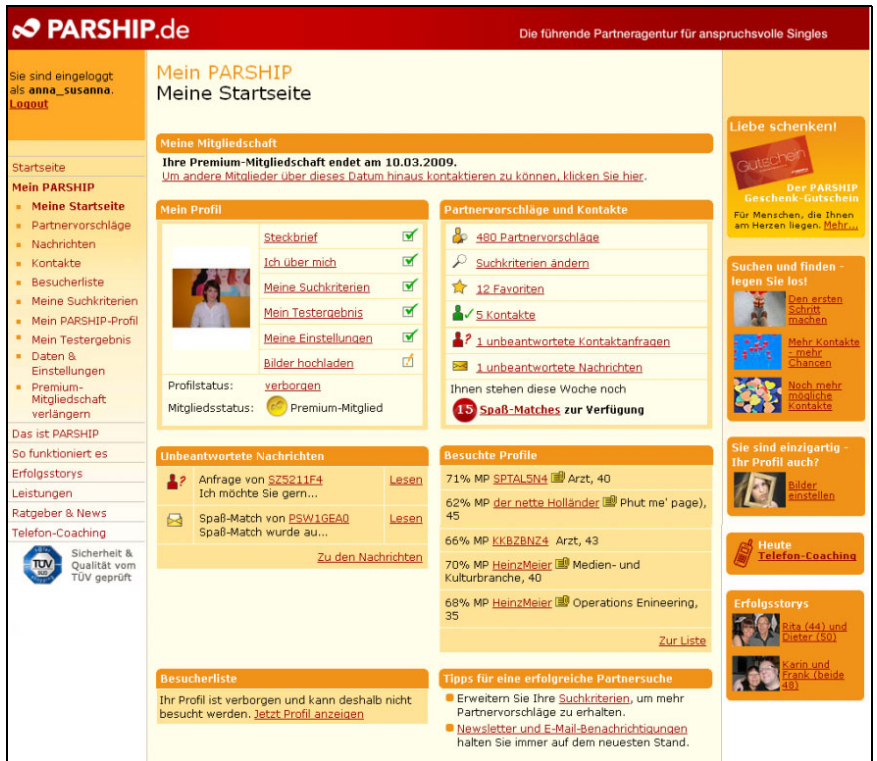 PARSHIP.de
Die führende Partneragentur für anspruchsvolle Singles
Sie sind eingeloggt
als anna_susanna.
Logout
Startseite
Mein PARSHIP
Meine Startseite
Partnervorschläge
Nachrichten
Kontakte
Besucherliste
Meine Suchkriterien
Mein PARSHIP-Profil
Mein Testergebnis
Daten &
Einstellungen
Premium-
Mitgliedschaft
verlängern
Das ist PARSHIP
So funktioniert es
Erfolgsstorys
Leistungen
Ratgeber & News
Telefon-Coaching
TÜV
SÜD
Sicherheit &
Qualität vom
TÜV geprüft
Mein PARSHIP
Meine Startseite
Meine Mitgliedschaft
Ihre Premium-Mitgliedschaft endet am 10.03.2009.
Um andere Mitglieder über dieses Datum hinaus kontaktieren zu können, klicken Sie hier.
Mein Profil
Steckbrief
Ich über mich
Meine Suchkriterien
Mein Testergebnis
Meine Einstellungen
Bilder hochladen
Profilstatus: verborgen
Mitgliedsstatus: Premium-Mitglied
Partnervorschläge und Kontakte
480 Partnervorschläge
Suchkriterien ändern
12 Favoriten
5 Kontakte
1 unbeantwortete Kontaktanfragen
1 unbeantwortete Nachrichten
Ihnen stehen diese Woche noch
15 Spaß-Matches zur Verfügung
Unbeantwortete Nachrichten
Anfrage von SZ5211F4 Lesen
Ich möchte Sie gern...
Spaß-Match von PSW1GEA0 Lesen
Spaß-Match wurde au...
Zu den Nachrichten
Besuchte Profile
71% MP SPTAL5N4 Arzt, 40
62% MP der nette Holländer Phut me' page),
45
66% MP KKBZBNZ4 Arzt, 43
70% MP HeinzMeier Medien- und
Kulturbranche, 40
68% MP HeinzMeier Operations Enineering,
35
Zur Liste
Besucherliste
Ihr Profil ist verborgen und kann deshalb nicht
besucht werden. Jetzt Profil anzeigen
Tipps für eine erfolgreiche Partnersuche
Erweitern Sie Ihre Suchkriterien, um mehr
Partnervorschläge zu erhalten.
Newsletter und E-Mail-Benachrichtigungen
halten Sie immer auf dem neuesten Stand.
Liebe schenken!
Gutschein
Der PARSHIP
Geschenk-Gutschein
Für Menschen, die Ihnen
am Herzen liegen. Mehr...
Suchen und finden -
legen Sie los!
Den ersten
Schritt
machen
Mehr Kontakte
- mehr
Chancen
Noch mehr
mögliche
Kontakte
Sie sind einzigartig -
Ihr Profil auch?
Bilder
einstellen
Heute
Telefon-Coaching
Erfolgsstorys
Rita (44) und
Dieter (50)
Karin und
Frank (beide
48)